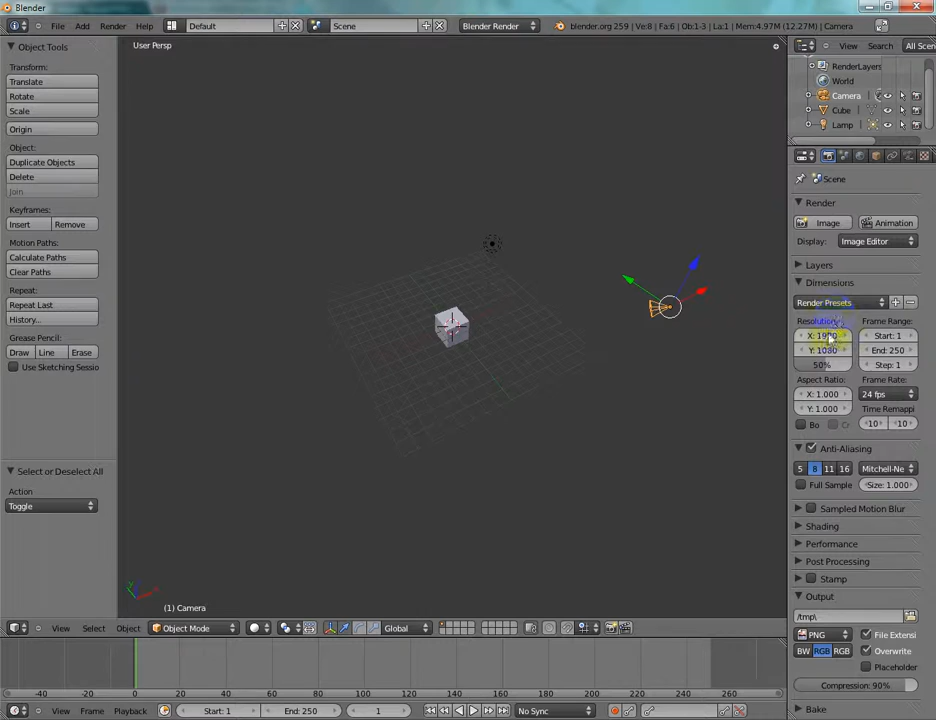 Blender
File Add Render Help Default Scene Blender Render blender.org 259 | Ve:8 | Fa:6 | Ob:1-3 | La:1 | Mem:4.97M (12.27M) | Camera
Object Tools
Transform:
Translate
Rotate
Scale
Origin
Object:
Duplicate Objects
Delete
Join
Keyframes:
Insert Remove
Motion Paths:
Calculate Paths
Clear Paths
Repeat:
Repeat Last
History...
Grease Pencil:
Draw Line Erase
Use Sketching Sessio
Select or Deselect All
Action
Toggle
User Persp
(1) Camera
View Select Object Object Mode Global
-40 -20 0 20 40 60 80 100 120 140 160 180 200 220 240 260
View Frame Playback Start: 1 End: 250 1 No Sync
View Search All Scen
RenderLayers
World
Camera
Cube
Lamp
Scene
Render
Image Animation
Display: Image Editor
Layers
Dimensions
Render Presets
Resolution: Frame Range:
X: 1920 Start: 1
Y: 1080 End: 250
50% Step: 1
Aspect Ratio: Frame Rate:
X: 1.000 24 fps
Y: 1.000 Time Remappi
Bo Cr 10 10
Anti-Aliasing
5 8 11 16 Mitchell-Ne
Full Sample Size: 1.000
Sampled Motion Blur
Shading
Performance
Post Processing
Stamp
Output
/tmp\
PNG File Extensi
BW RGB RGB Overwrite
Placeholder
Compression: 90%
Bake